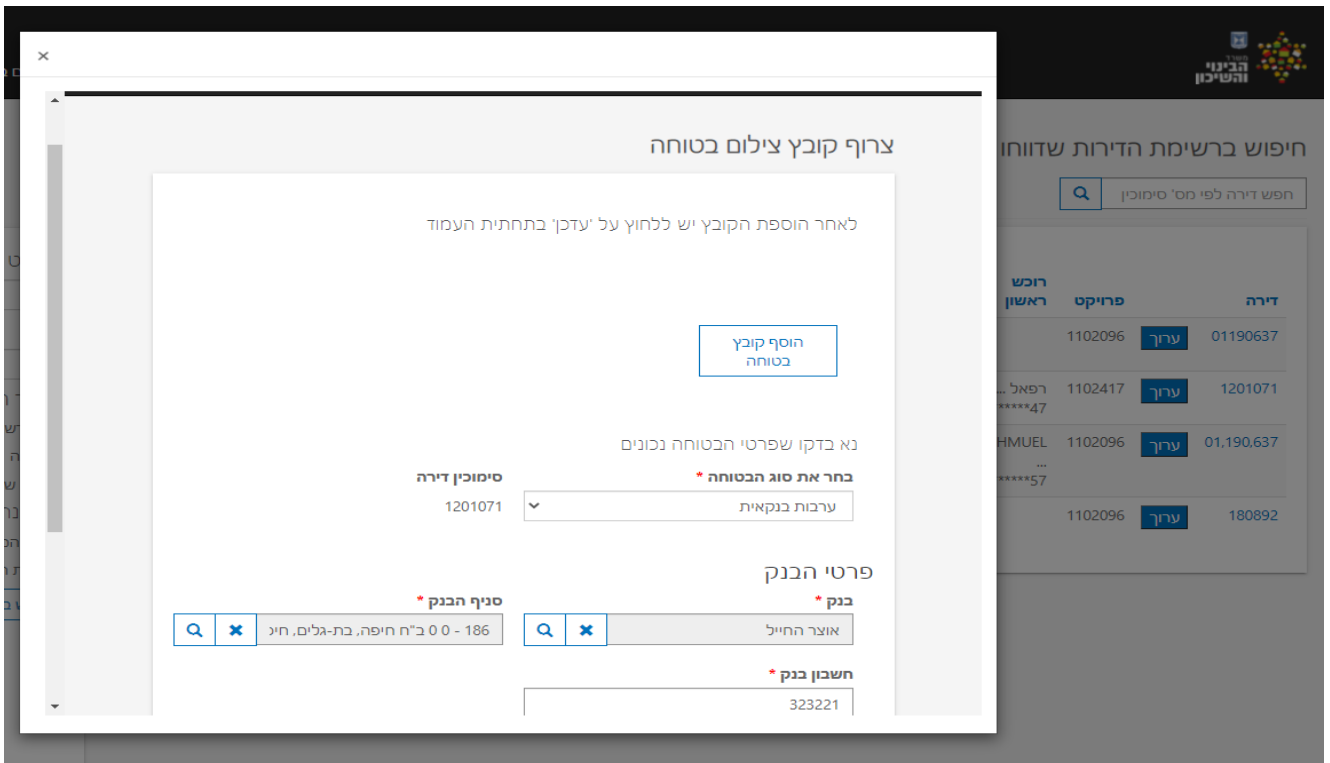 משרד
הבינוי
והשיכון
חיפוש ברשימת הדירות שדווחו
חפש דירה לפי מס' סימוכין
דירה פרויקט רוכש ראשון
01190637 ערוך 1102096
1201071 ערוך 1102417 רפאל ...
*****47
01,190,637 ערוך 1102096 HMUEL
...
*****57
180892 ערוך 1102096
×
צרוף קובץ צילום בטוחה
לאחר הוספת הקובץ יש ללחוץ על 'עדכן' בתחתית העמוד
הוסף קובץ
בטוחה
נא בדקו שפרטי הבטוחה נכונים
בחר את סוג הבטוחה * סימוכין דירה
ערבות בנקאית 1201071
פרטי הבנק
בנק * סניף הבנק *
אוצר החייל 186 - 0 0 ב"ח חיפה, בת-גלים, חיפ
חשבון בנק *
323221